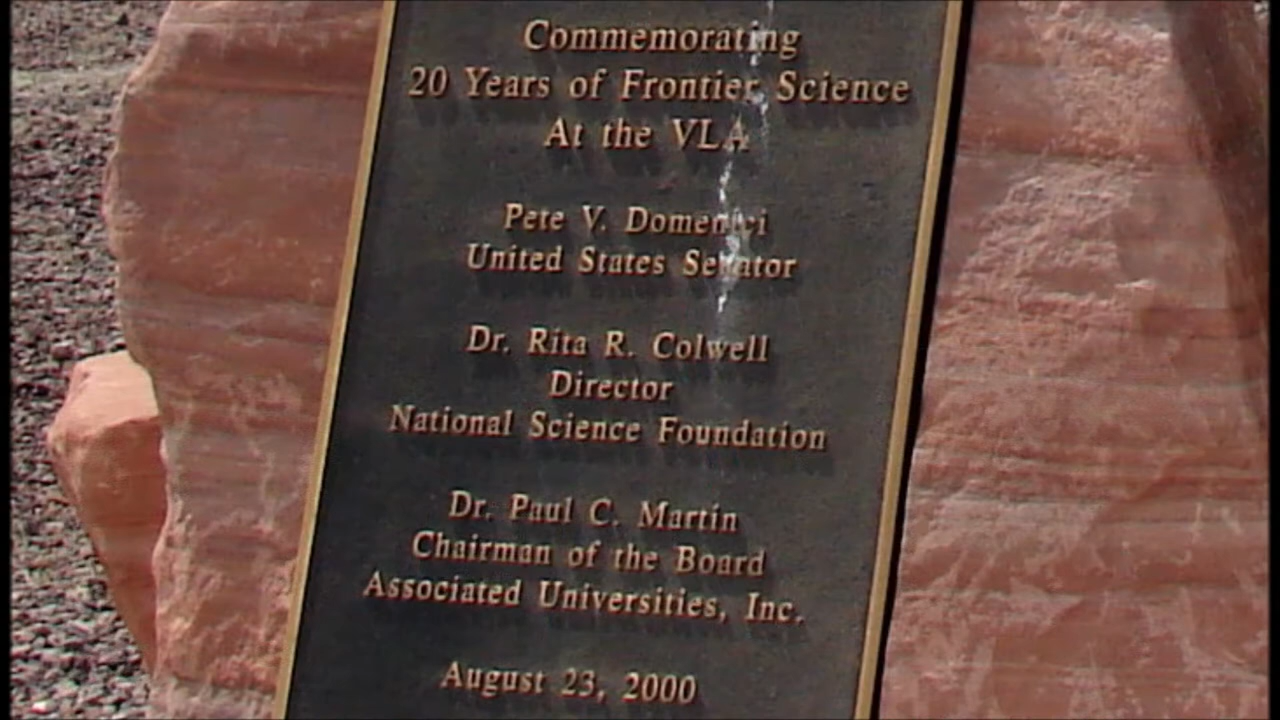 Commemorating
20 Years of Frontier Science
At the VLA
Pete V. Domenici
United States Senator
Dr. Rita R. Colwell
Director
National Science Foundation
Dr. Paul C. Martin
Chairman of the Board
Associated Universities, Inc.
August 23, 2000